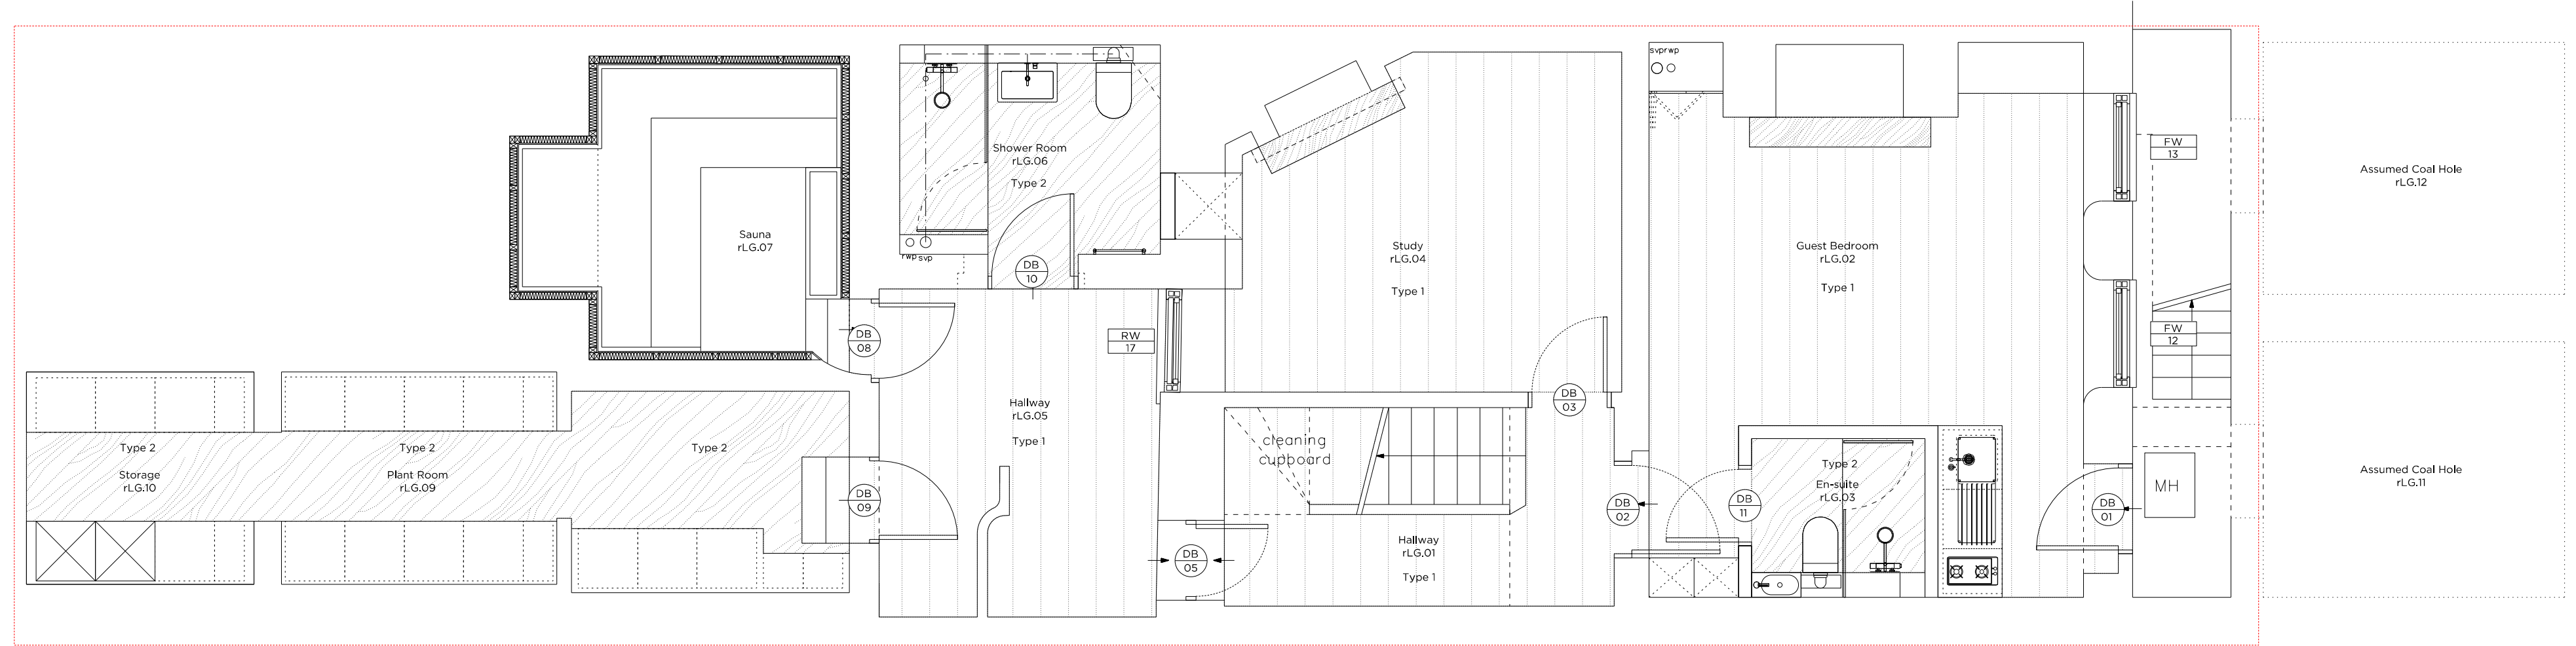 svprwp
FW
13
Shower Room
rLG.06
Type 2
Assumed Coal Hole
rLG.12
Sauna
rLG.07
Study
rLG.04
Type 1
Guest Bedroom
rLG.02
Type 1
rwp svp
DB
10
DB
08
RW
17
FW
12
Hallway
rLG.05
Type 1
DB
03
cleaning
cupboard
Type 2
Storage
rLG.10
Type 2
Plant Room
rLG.09
Type 2
DB
09
Type 2
En-suite
rLG.03
DB
02
DB
11
DB
01
MH
Assumed Coal Hole
rLG.11
DB
05
Hallway
rLG.01
Type 1